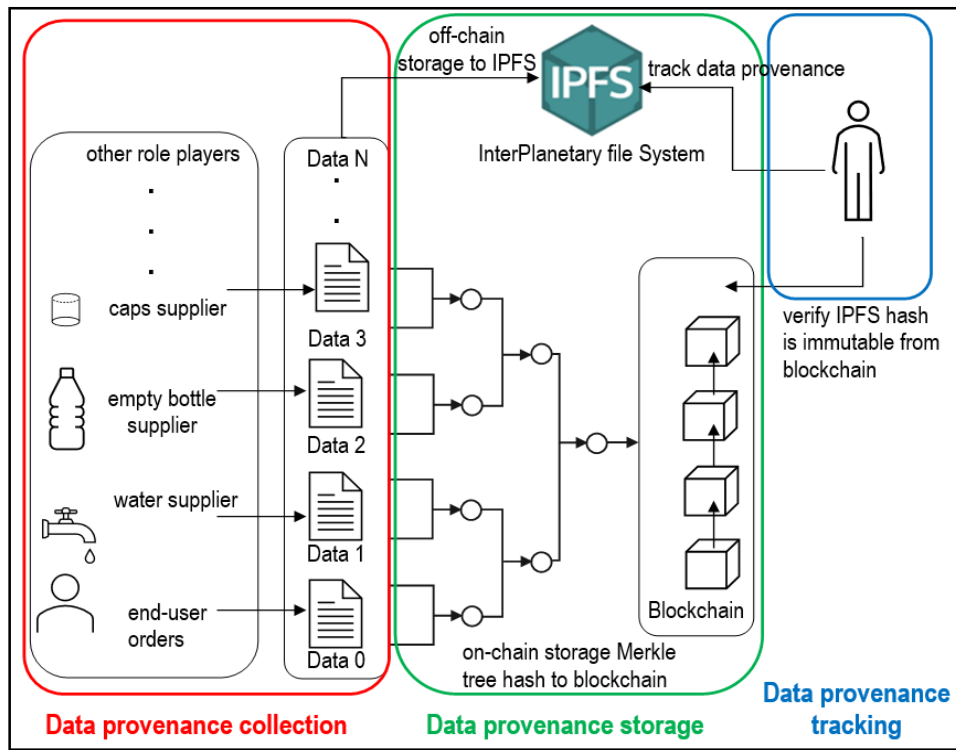 off-chain
storage to IPFS
IPFS
track data provenance
InterPlanetary file System
other role players
Data N
caps supplier
Data 3
empty bottle
supplier
Data 2
water supplier
Data 1
end-user
orders
Data 0
verify IPFS hash
is immutable from
blockchain
Blockchain
on-chain storage Merkle
tree hash to blockchain
Data provenance collection
Data provenance storage
Data provenance
tracking